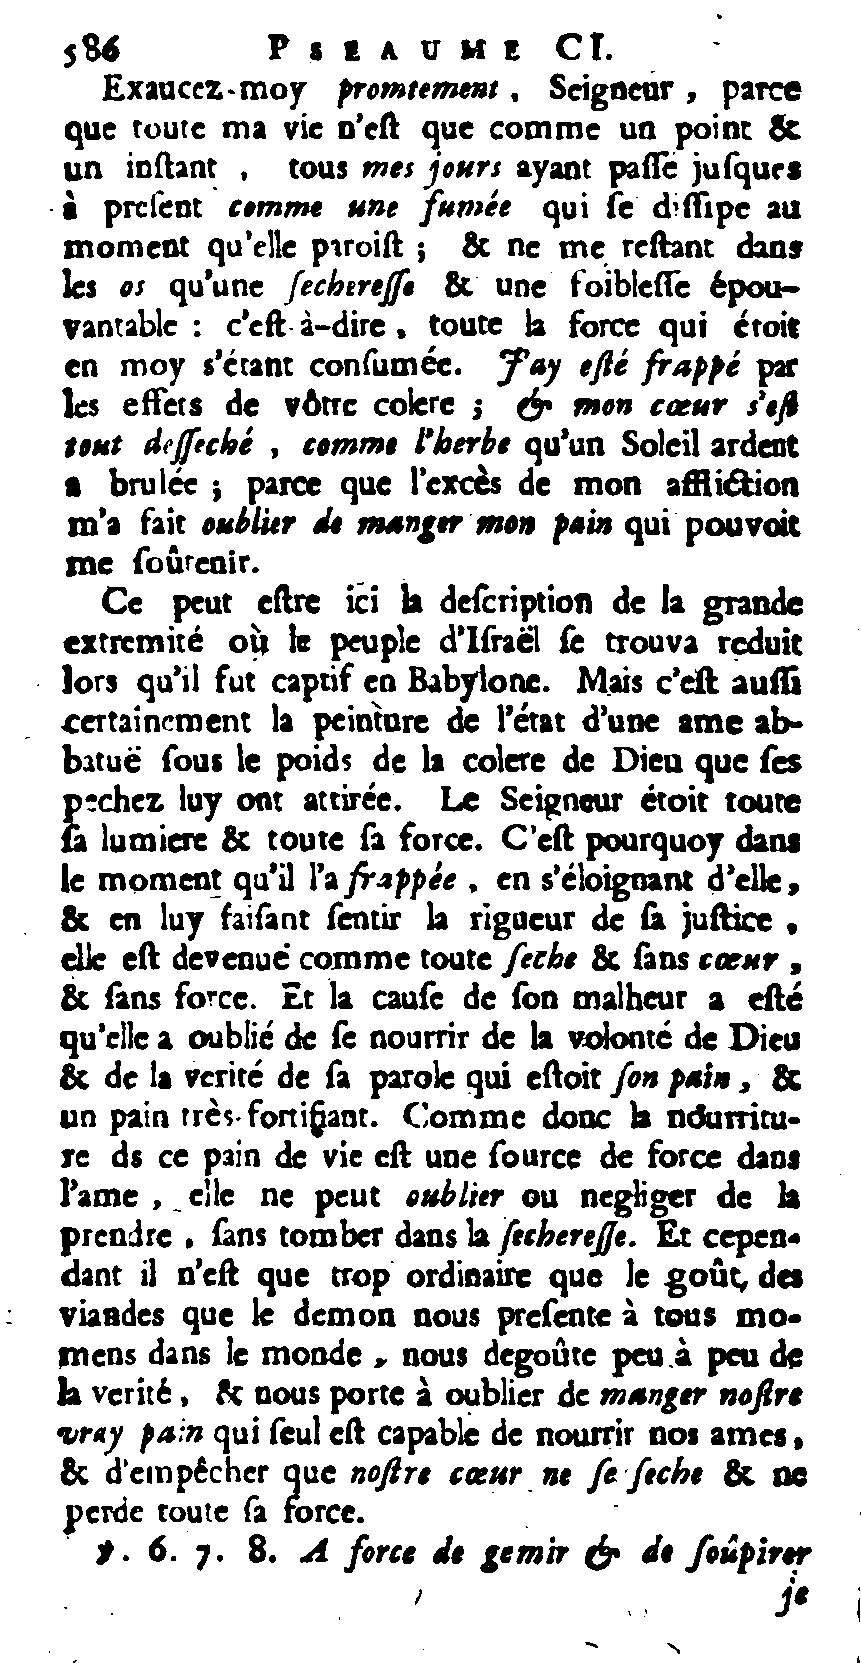 586 PSEAUME CI.
Exaucez-moy promtement, Seigneur, parce
que toute ma vie n'eſt que comme un point &
un inſtant, tous mes jours ayant paſſé juſques
à preſent comme une fumée qui ſe diſſipe au
moment qu'elle paroiſt; & ne me reſtant dans
les os qu'une ſechereſſe & une foibleſſe épou-
vantable : c'eſt-à-dire, toute la force qui étoit
en moy s'étant conſumée. J'ay eſté frappé par
les effets de vôtre colere; & mon cœur s'eſt
tout deſſeché, comme l'herbe qu'un Soleil ardent
a brulée; parce que l'excès de mon affliction
m'a fait oublier de manger mon pain qui pouvoit
me ſoûtenir.
Ce peut eſtre ici la deſcription de la grande
extremité où le peuple d'Iſraël ſe trouva reduit
lors qu'il fut captif en Babylone. Mais c'eſt auſſi
certainement la peinture de l'état d'une ame ab-
batuë ſous le poids de la colere de Dieu que ſes
pechez luy ont attirée. Le Seigneur étoit toute
ſa lumiere & toute ſa force. C'eſt pourquoy dans
le moment qu'il l'a frappée, en s'éloignant d'elle,
& en luy faiſant ſentir la rigueur de ſa juſtice,
elle eſt devenuë comme toute ſeche & ſans cœur,
& ſans force. Et la cauſe de ſon malheur a eſté
qu'elle a oublié de ſe nourrir de la volonté de Dieu
& de la verité de ſa parole qui eſtoit ſon pain, &
un pain très-fortifiant. Comme donc la nourritu-
re ds ce pain de vie eſt une ſource de force dans
l'ame, elle ne peut oublier ou negliger de la
prendre, ſans tomber dans la ſechereſſe. Et cepen-
dant il n'eſt que trop ordinaire que le goût, des
viandes que le demon nous preſente à tous mo-
mens dans le monde, nous degoûte peu à peu de
la verité, & nous porte à oublier de manger noſtre
vray pain qui ſeul eſt capable de nourrir nos ames,
& d'empêcher que noſtre cœur ne ſe ſeche & ne
perde toute ſa force.
℣. 6. 7. 8. A force de gemir & de ſoûpirer
je